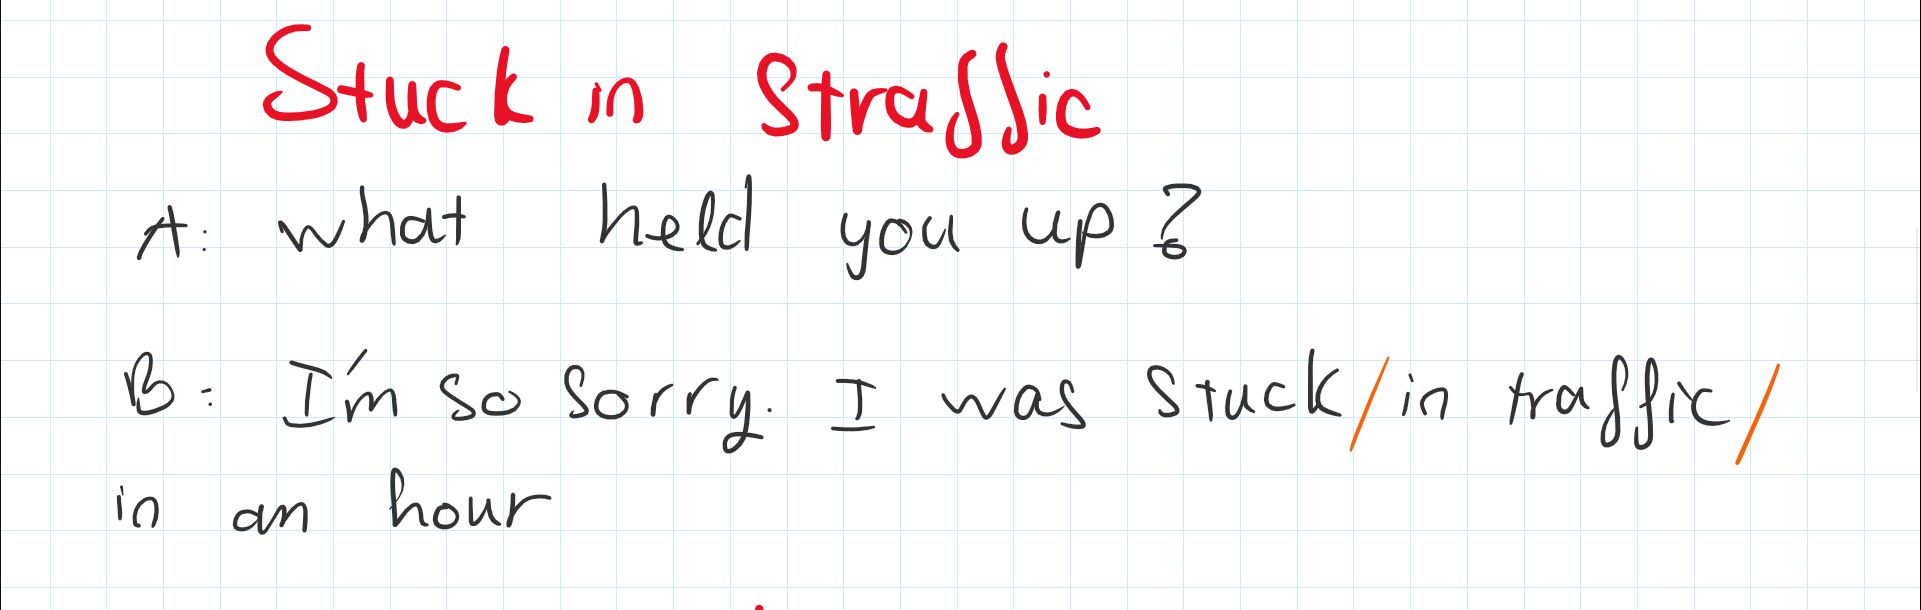 Stuck in straffic
A: what held you up?
B: I'm so sorry. I was stuck/in traffic/
in an hour